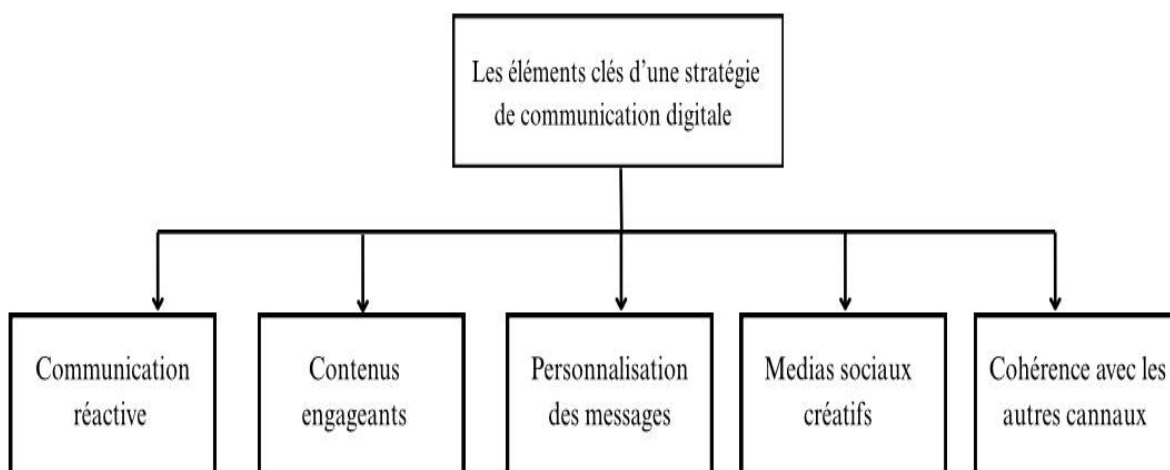 Les éléments clés d’une stratégie
de communication digitale
Communication
réactive
Contenus
engageants
Personnalisation
des messages
Medias sociaux
créatifs
Cohérence avec les
autres cannaux